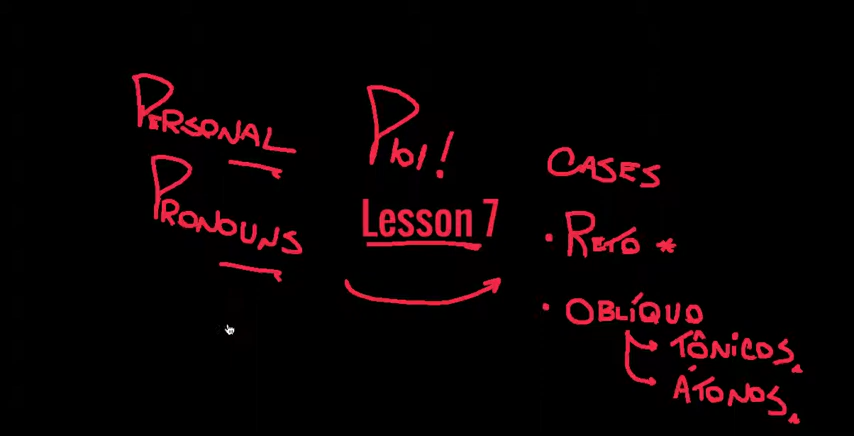 PERSONAL
PRONOUNS
P101!
Lesson 7
CASES
• RETO *
• OBLÍQUO
TÔNICOS
ÁTONOS